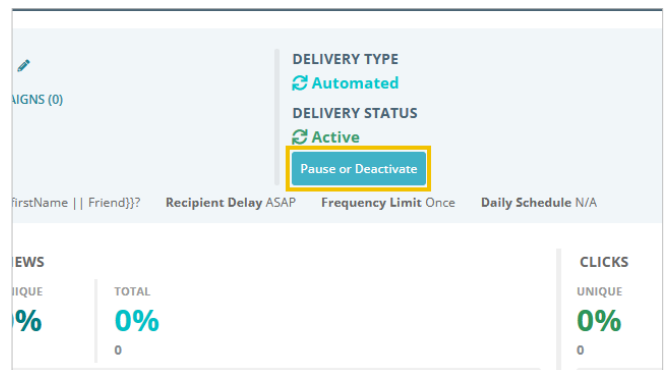 DELIVERY TYPE
Automated
AIGNS (0)
DELIVERY STATUS
Active
Pause or Deactivate
firstName || Friend}}? Recipient Delay ASAP Frequency Limit Once Daily Schedule N/A
IEWS CLICKS
NIQUE TOTAL UNIQUE
0% 0% 0%
0 0